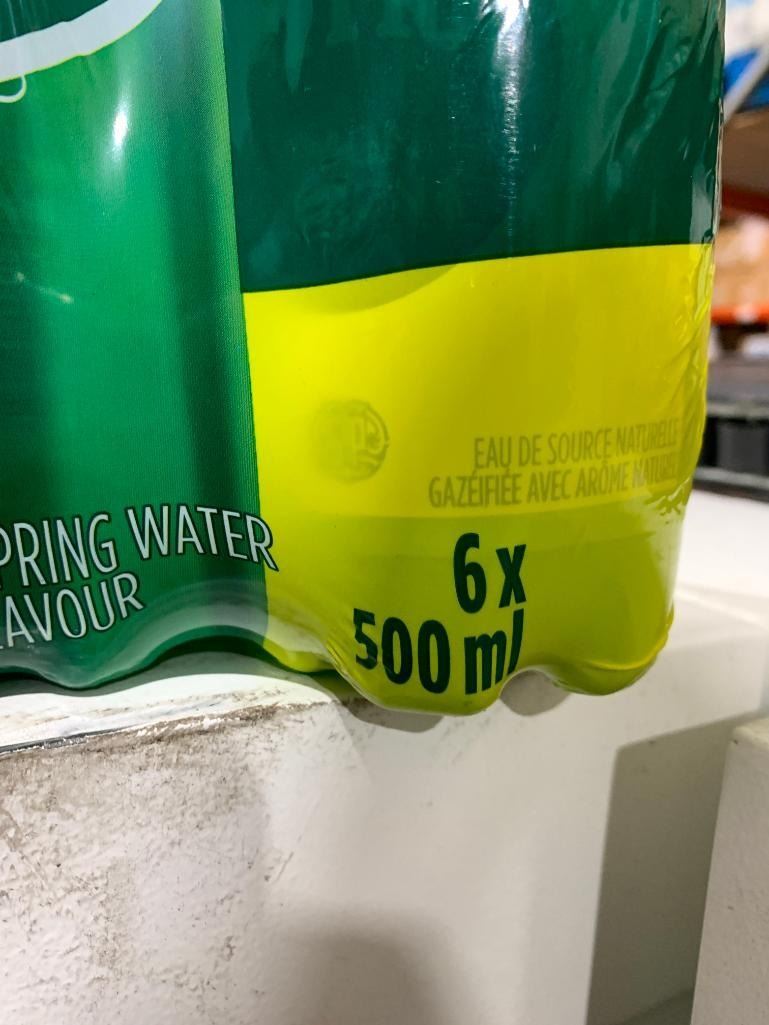 PRING WATER
AVOUR
EAU DE SOURCE NATURELLE
GAZÉIFIÉE AVEC ARÔME NATUREL
6 x
500 ml